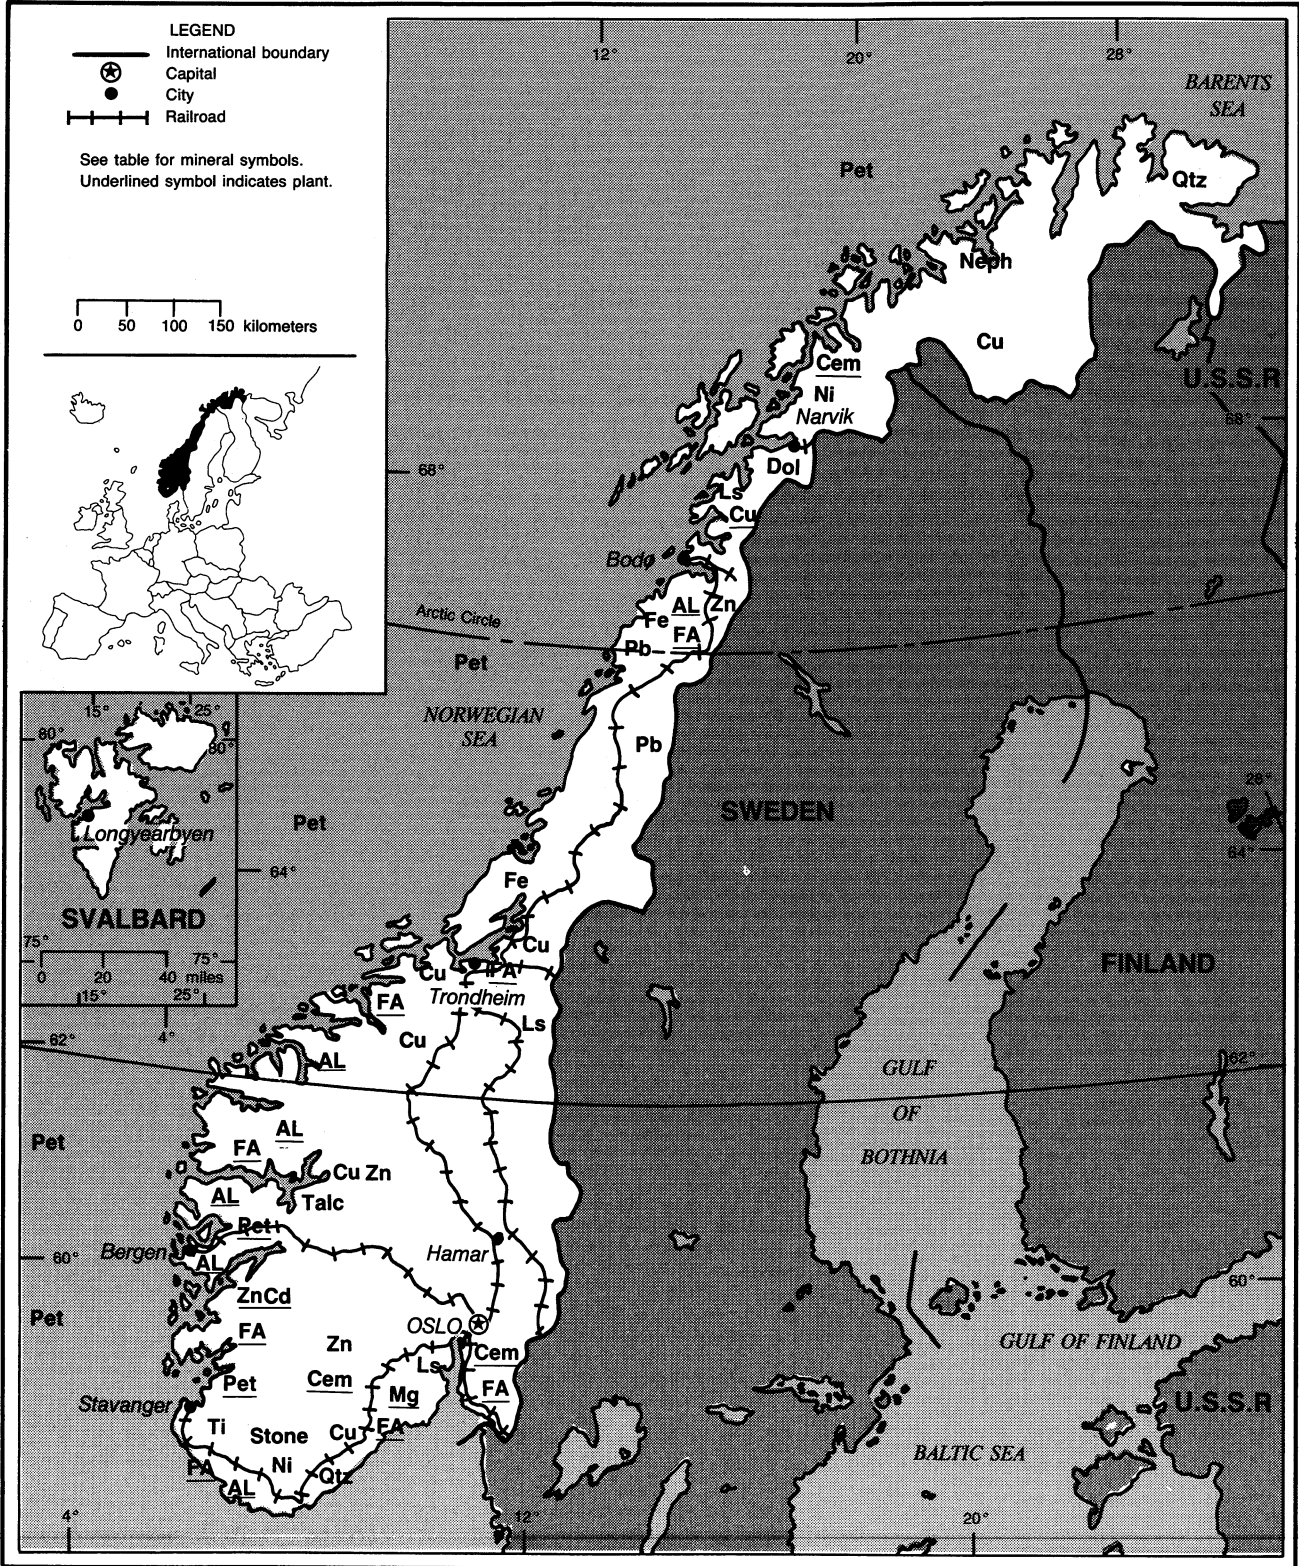 LEGEND
International boundary
Capital
City
Railroad
See table for mineral symbols.
Underlined symbol indicates plant.
0 50 100 150 kilometers
12° 20° 28°
BARENTS
SEA
Pet
Qtz
Neph
Cu
Cem
U.S.S.R
Ni
Narvik
68°
68°
Dol
Ls
Cu
Bodø
AL Zn
Fe
Arctic Circle
FA
Pb
Pet
NORWEGIAN
SEA
Pb
15° 25°
80° 80°
Longyearbyen
SVALBARD
75° 75°
0 20 40 miles
15° 25°
28°
SWEDEN
Pet
64°
64°
Fe
Cu
FINLAND
Cu FA
Trondheim
FA
Ls
4°
Cu
62°
AL
62°
GULF
OF
BOTHNIA
Pet
AL
FA
Cu Zn
AL
Talc
Pet
Bergen
Hamar
60°
AL
60°
ZnCd
Pet
OSLO
FA
Zn
GULF OF FINLAND
Cem
Ls
Pet
Cem
Mg
FA
U.S.S.R
Stavanger
Ti
Stone
Cu
FA
BALTIC SEA
FA
Ni
Qtz
AL
4° 12° 20°